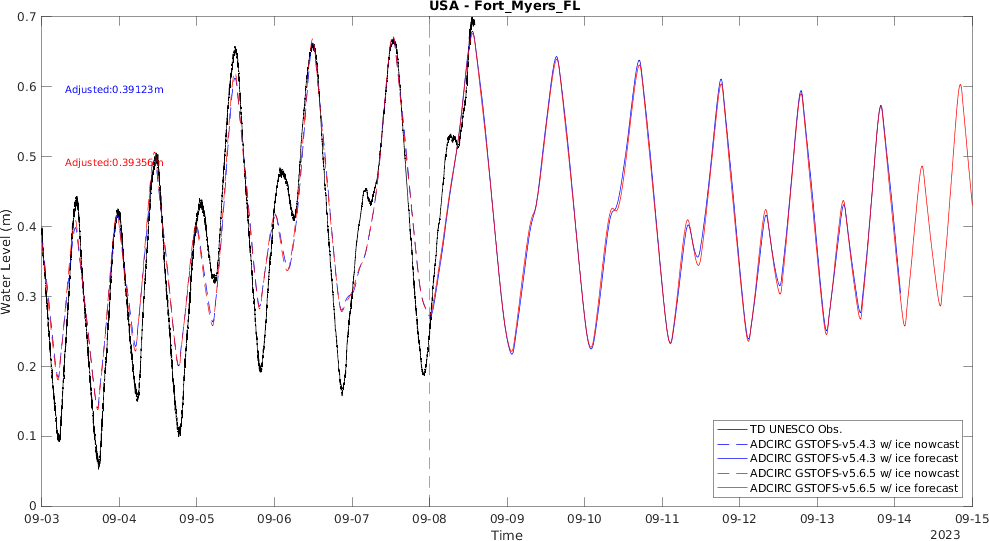 USA - Fort_Myers_FL
0.7
0.6
0.5
0.4
0.3
0.2
0.1
0
Water Level (m)
Adjusted:0.39123m
Adjusted:0.39356m
TD UNESCO Obs.
ADCIRC GSTOFS-v5.4.3 w/ ice nowcast
ADCIRC GSTOFS-v5.4.3 w/ ice forecast
ADCIRC GSTOFS-v5.6.5 w/ ice nowcast
ADCIRC GSTOFS-v5.6.5 w/ ice forecast
09-03 09-04 09-05 09-06 09-07 09-08 09-09 09-10 09-11 09-12 09-13 09-14 09-15
Time
2023